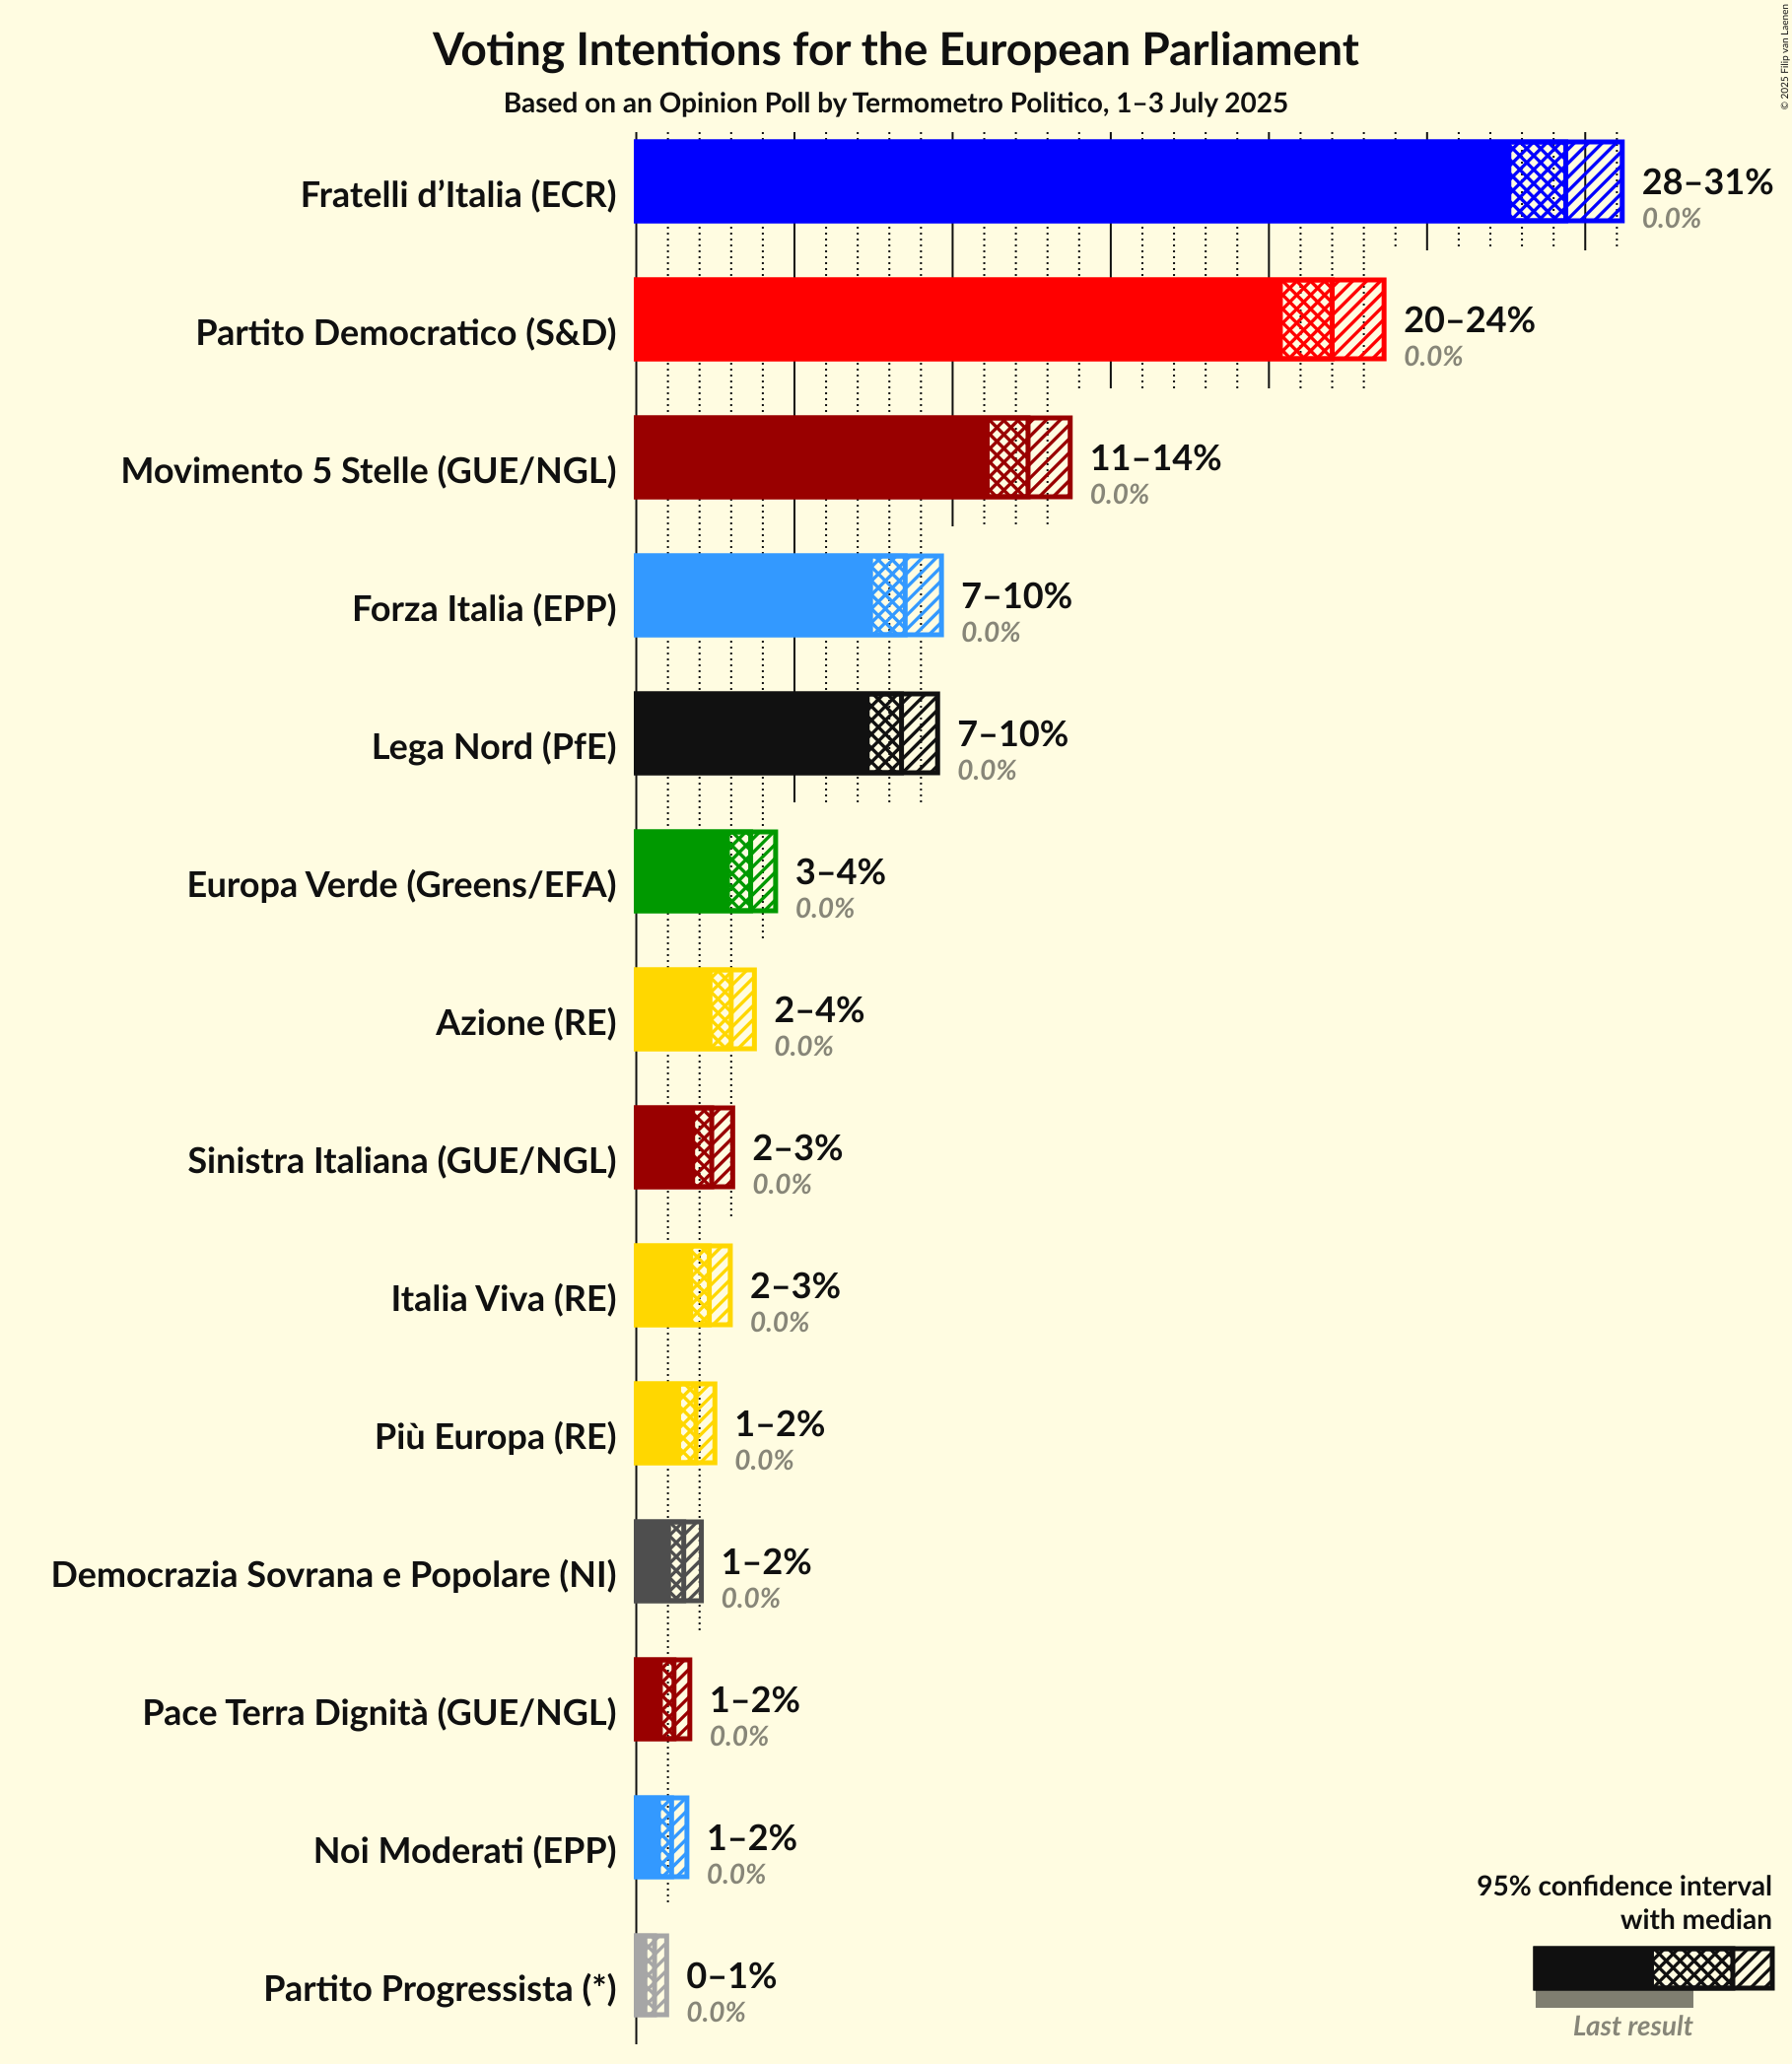 Voting Intentions for the European Parliament
Based on an Opinion Poll by Termometro Politico, 1–3 July 2025
© 2025 Filip van Laenen
Fratelli d’Italia (ECR)
28–31%
0.0%
Partito Democratico (S&D)
20–24%
0.0%
Movimento 5 Stelle (GUE/NGL)
11–14%
0.0%
Forza Italia (EPP)
7–10%
0.0%
Lega Nord (PfE)
7–10%
0.0%
Europa Verde (Greens/EFA)
3–4%
0.0%
Azione (RE)
2–4%
0.0%
Sinistra Italiana (GUE/NGL)
2–3%
0.0%
Italia Viva (RE)
2–3%
0.0%
Più Europa (RE)
1–2%
0.0%
Democrazia Sovrana e Popolare (NI)
1–2%
0.0%
Pace Terra Dignità (GUE/NGL)
1–2%
0.0%
Noi Moderati (EPP)
1–2%
0.0%
Partito Progressista (*)
0–1%
0.0%
95% confidence interval
with median
Last result